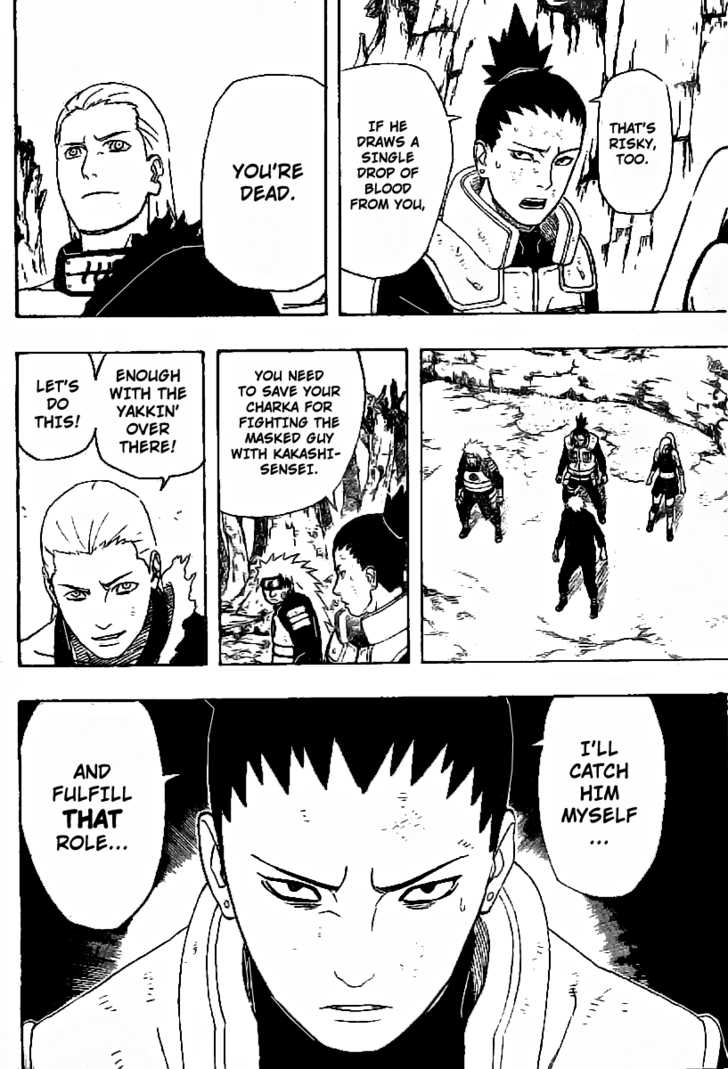 THAT'S
RISKY,
TOO.
IF HE
DRAWS A
SINGLE
DROP OF
BLOOD
FROM YOU,
YOU'RE
DEAD.
YOU NEED
TO SAVE YOUR
CHARKA FOR
FIGHTING THE
MASKED GUY
WITH KAKASHI-
SENSEI.
ENOUGH
WITH THE
YAKKIN'
OVER
THERE!
LET'S
DO
THIS!
I'LL
CATCH
HIM
MYSELF
...
AND
FULFILL
THAT
ROLE...